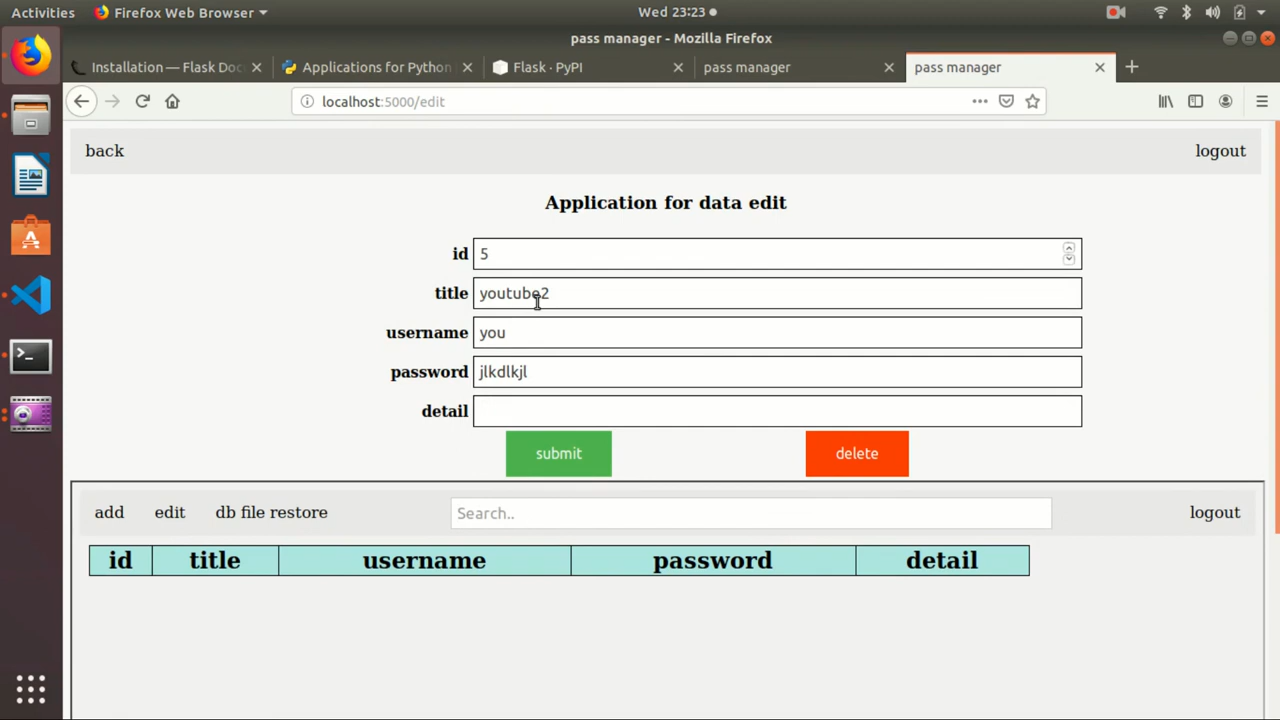 Activities Firefox Web Browser Wed 23:23
pass manager - Mozilla Firefox
Installation — Flask Doc Applications for Python Flask · PyPI pass manager pass manager
localhost:5000/edit
back logout
Application for data edit
id 5
title youtube2
username you
password jlkdlkjl
detail
submit delete
add edit db file restore Search.. logout
id title username password detail